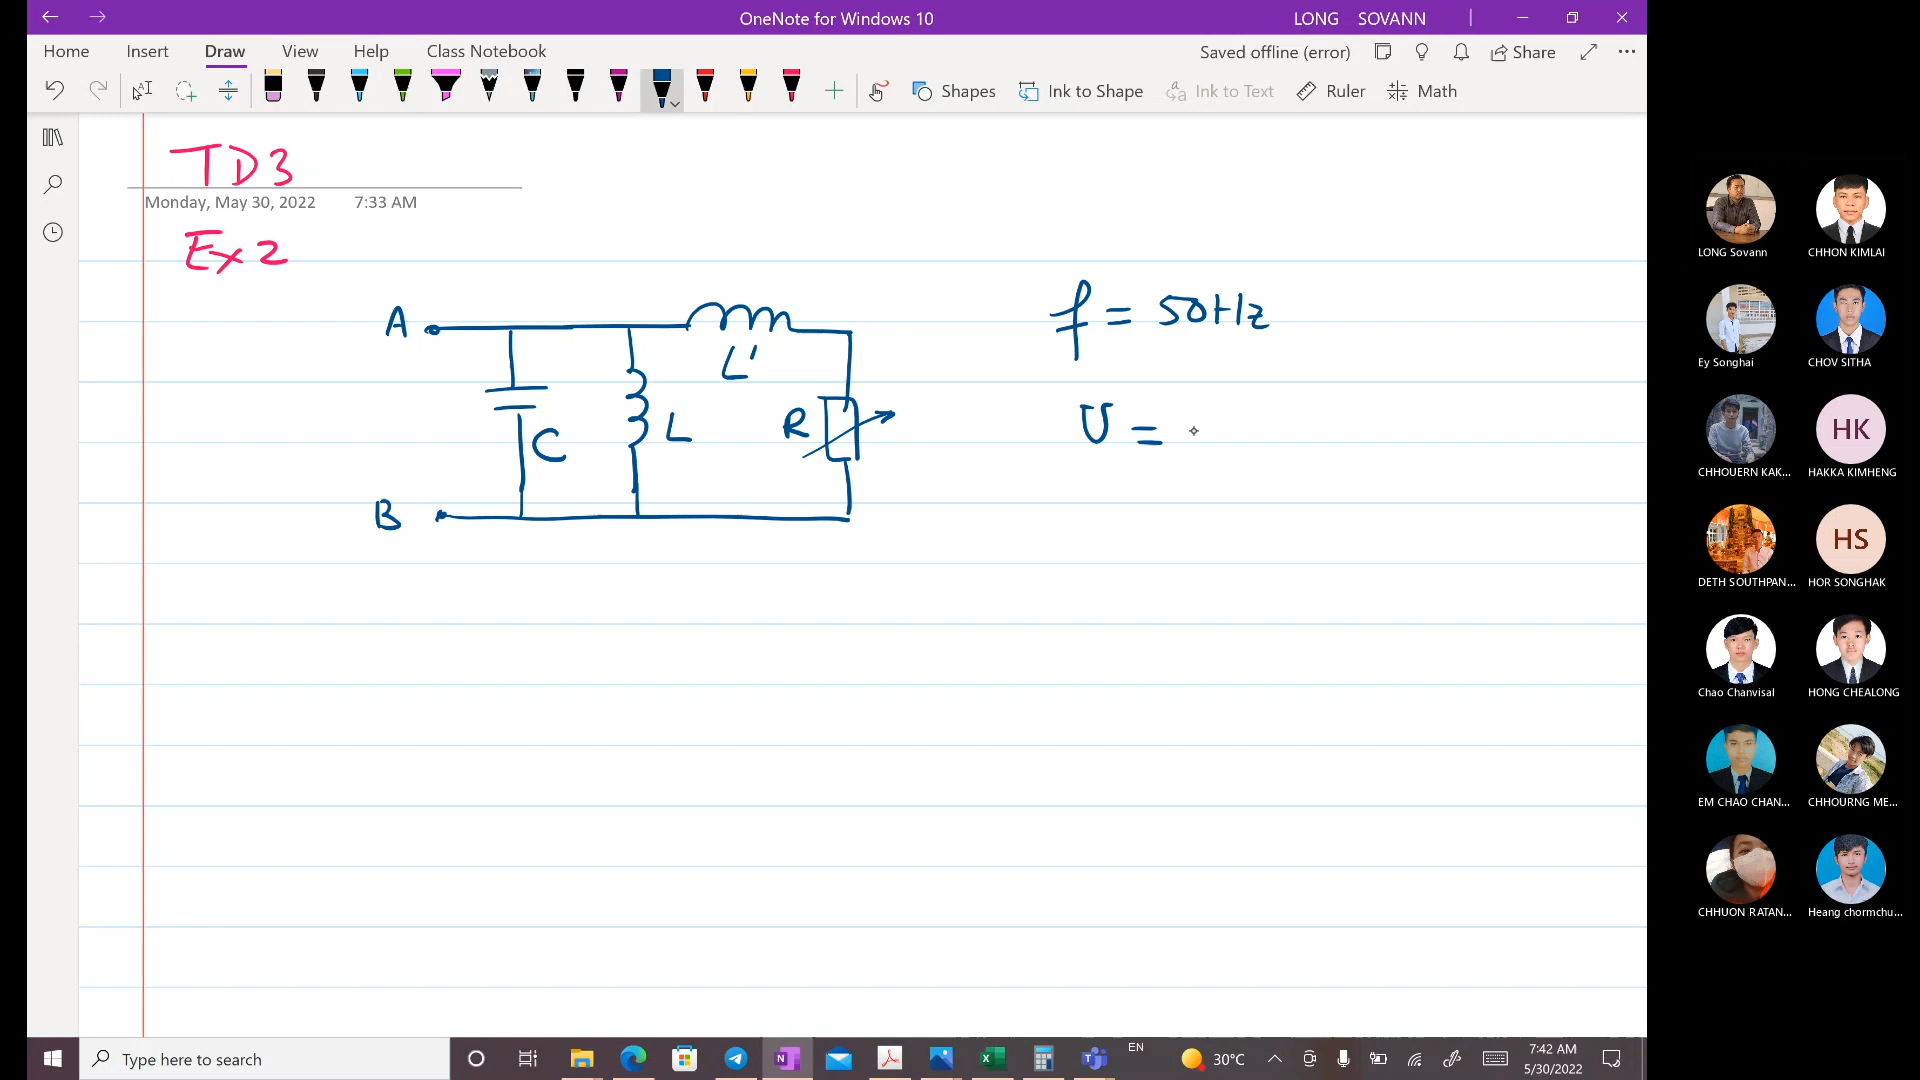 OneNote for Windows 10
LONG SOVANN
Home Insert Draw View Help Class Notebook
Saved offline (error) Share
Shapes Ink to Shape Ink to Text Ruler Math
TD3
Monday, May 30, 2022 7:33 AM
Ex 2
A
L'
C
L
R
B
f = 50Hz
U =
LONG Sovann
CHHON KIMLAI
Ey Songhai
CHOV SITHA
HK
CHHOUERN KAK...
HAKKA KIMHENG
HS
DETH SOUTHPAN...
HOR SONGHAK
Chao Chanvisal
HONG CHEALONG
EM CHAO CHAN...
CHHOURNG ME...
CHHUON RATAN...
Heang chormchu...
Type here to search
EN
30°C
7:42 AM
5/30/2022